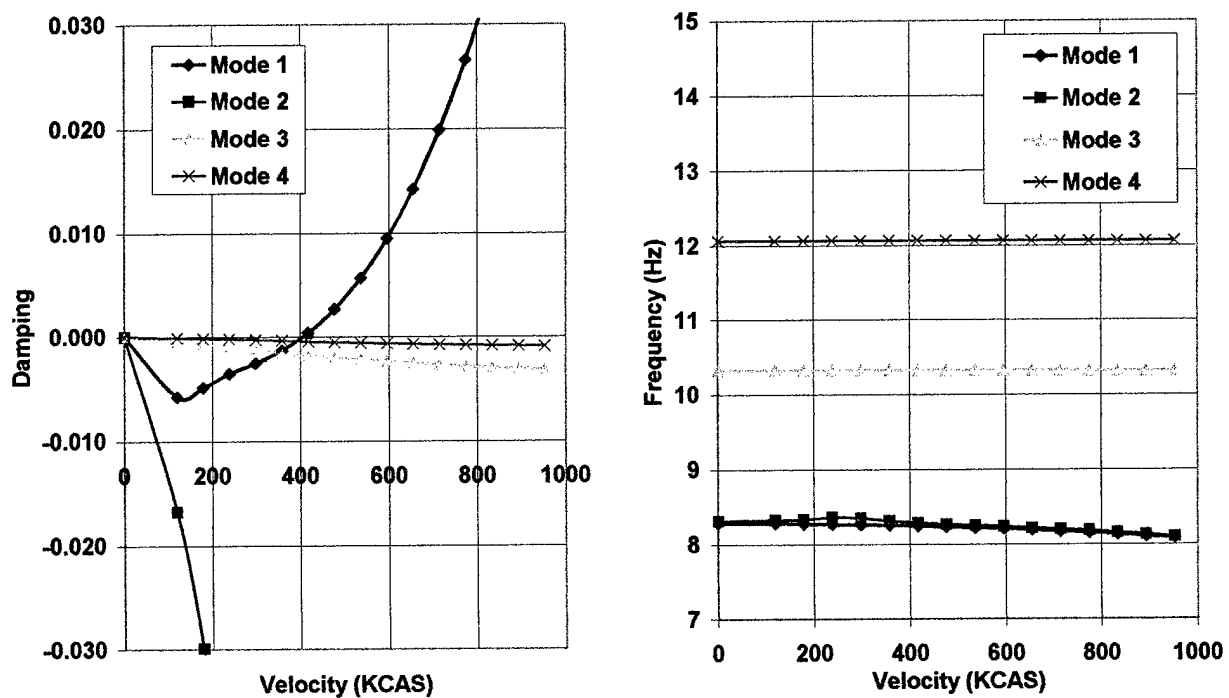 0.030
0.020
0.010
0.000
-0.010
-0.020
-0.030
Damping
0
200
400
600
800
1000
Velocity (KCAS)
Mode 1
Mode 2
Mode 3
Mode 4
15
14
13
12
11
10
9
8
7
Frequency (Hz)
0
200
400
600
800
1000
Velocity (KCAS)
Mode 1
Mode 2
Mode 3
Mode 4